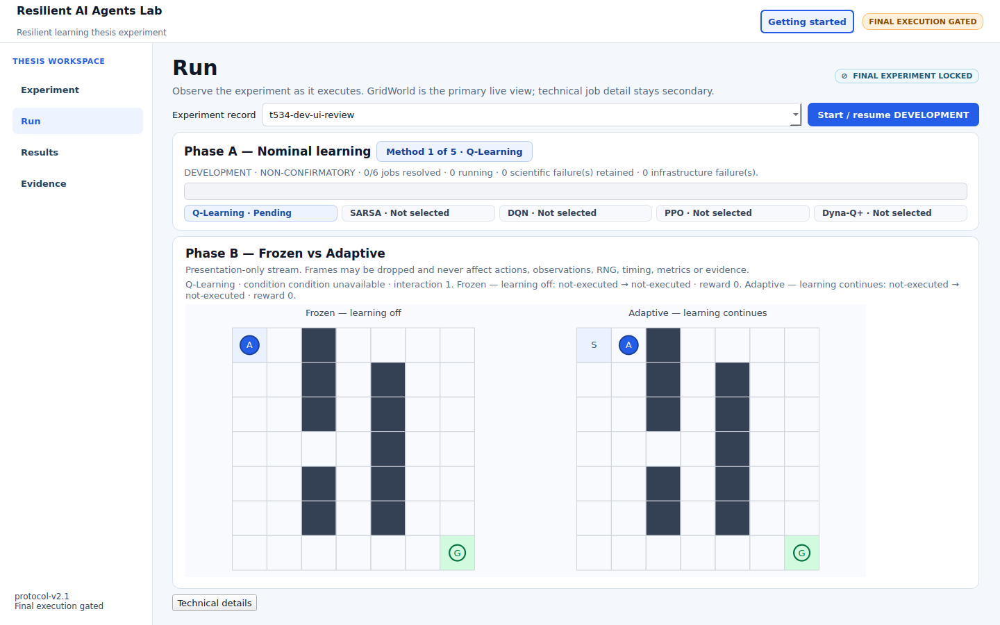 Resilient AI Agents Lab
Resilient learning thesis experiment
Getting started
FINAL EXECUTION GATED
THESIS WORKSPACE
Experiment
Run
Results
Evidence
protocol-v2.1
Final execution gated
Run
Observe the experiment as it executes. GridWorld is the primary live view; technical job detail stays secondary.
⊘ FINAL EXPERIMENT LOCKED
Experiment record
t534-dev-ui-review
Start / resume DEVELOPMENT
Phase A — Nominal learning
Method 1 of 5 · Q-Learning
DEVELOPMENT · NON-CONFIRMATORY · 0/6 jobs resolved · 0 running · 0 scientific failure(s) retained · 0 infrastructure failure(s).
Q-Learning · Pending
SARSA · Not selected
DQN · Not selected
PPO · Not selected
Dyna-Q+ · Not selected
Phase B — Frozen vs Adaptive
Presentation-only stream. Frames may be dropped and never affect actions, observations, RNG, timing, metrics or evidence.
Q-Learning · condition condition unavailable · interaction 1. Frozen — learning off: not-executed → not-executed · reward 0. Adaptive — learning continues: not-executed →
not-executed · reward 0.
Frozen — learning off
A
G
Adaptive — learning continues
S
A
G
Technical details